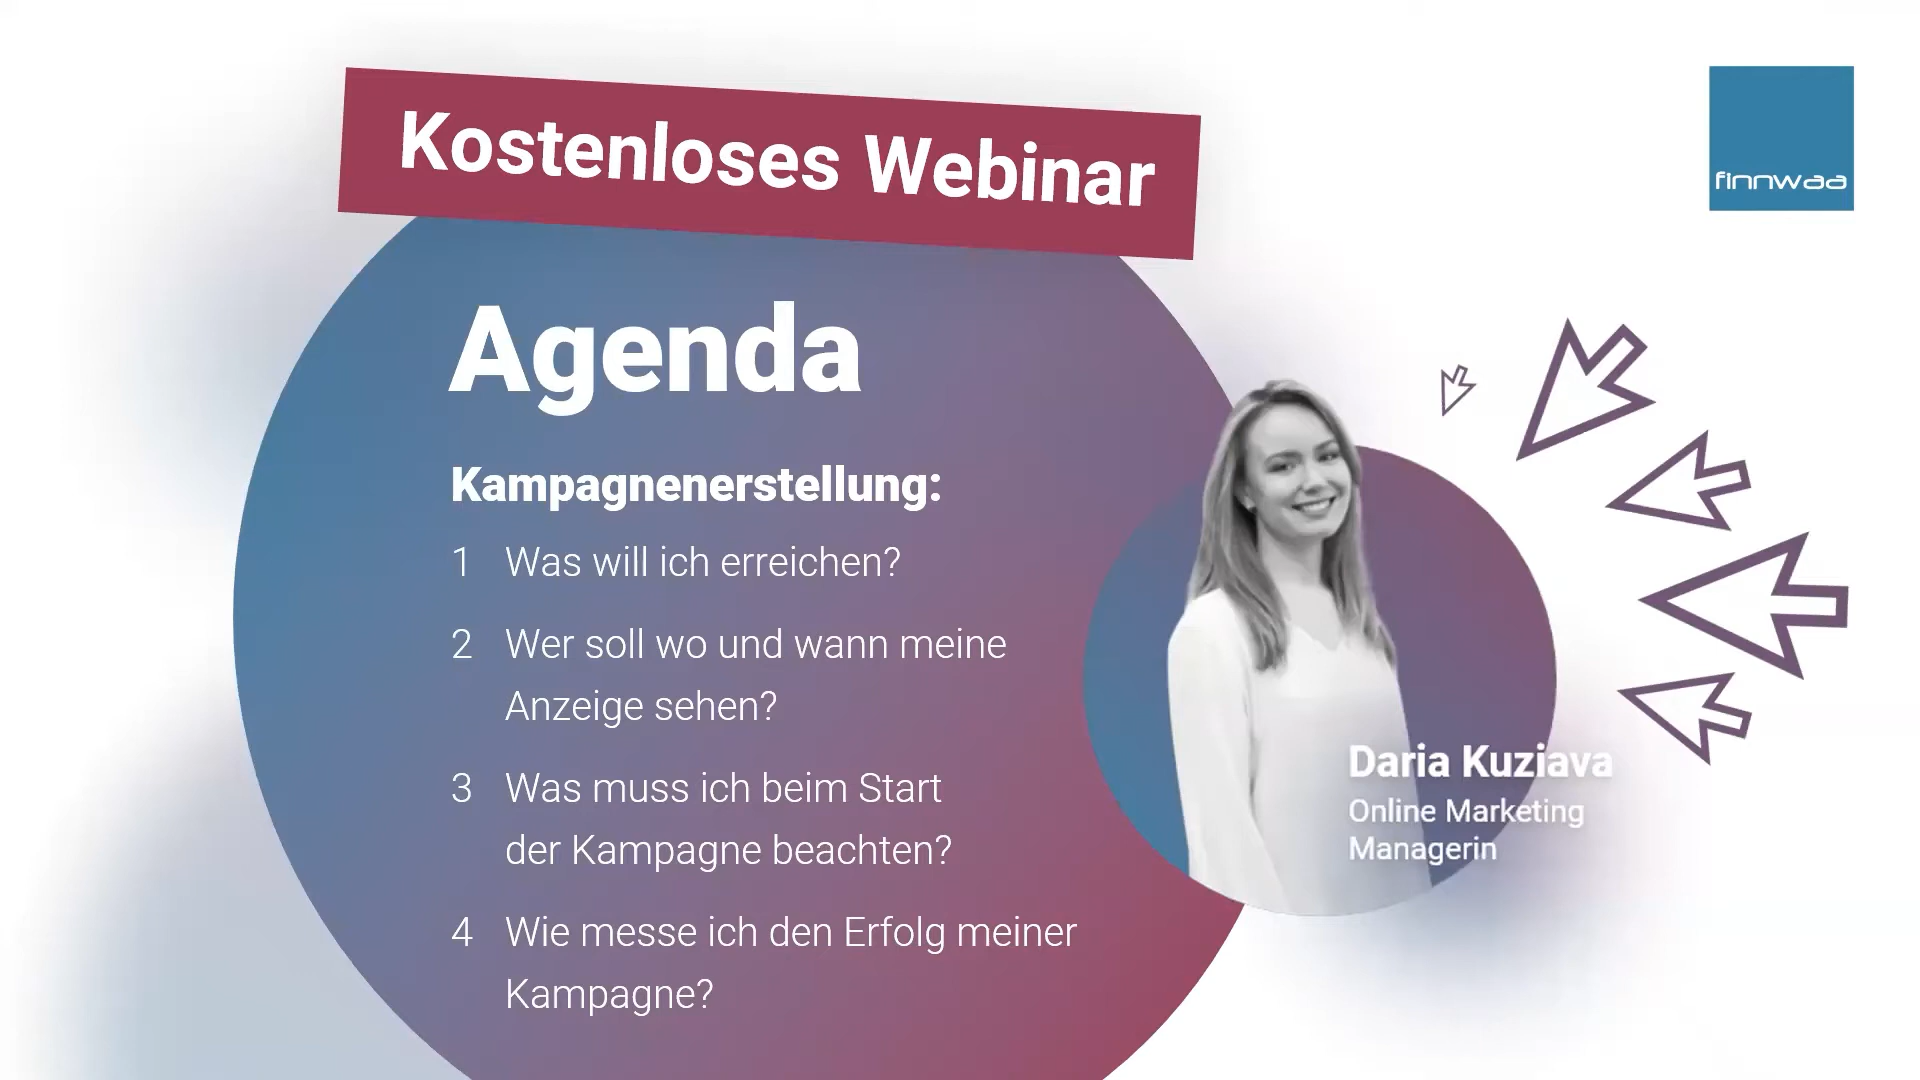 Kostenloses Webinar
finnwaa
Agenda
Kampagnenerstellung:
1 Was will ich erreichen?
2 Wer soll wo und wann meine
Anzeige sehen?
3 Was muss ich beim Start
der Kampagne beachten?
4 Wie messe ich den Erfolg meiner
Kampagne?
Daria Kuziava
Online Marketing
Managerin